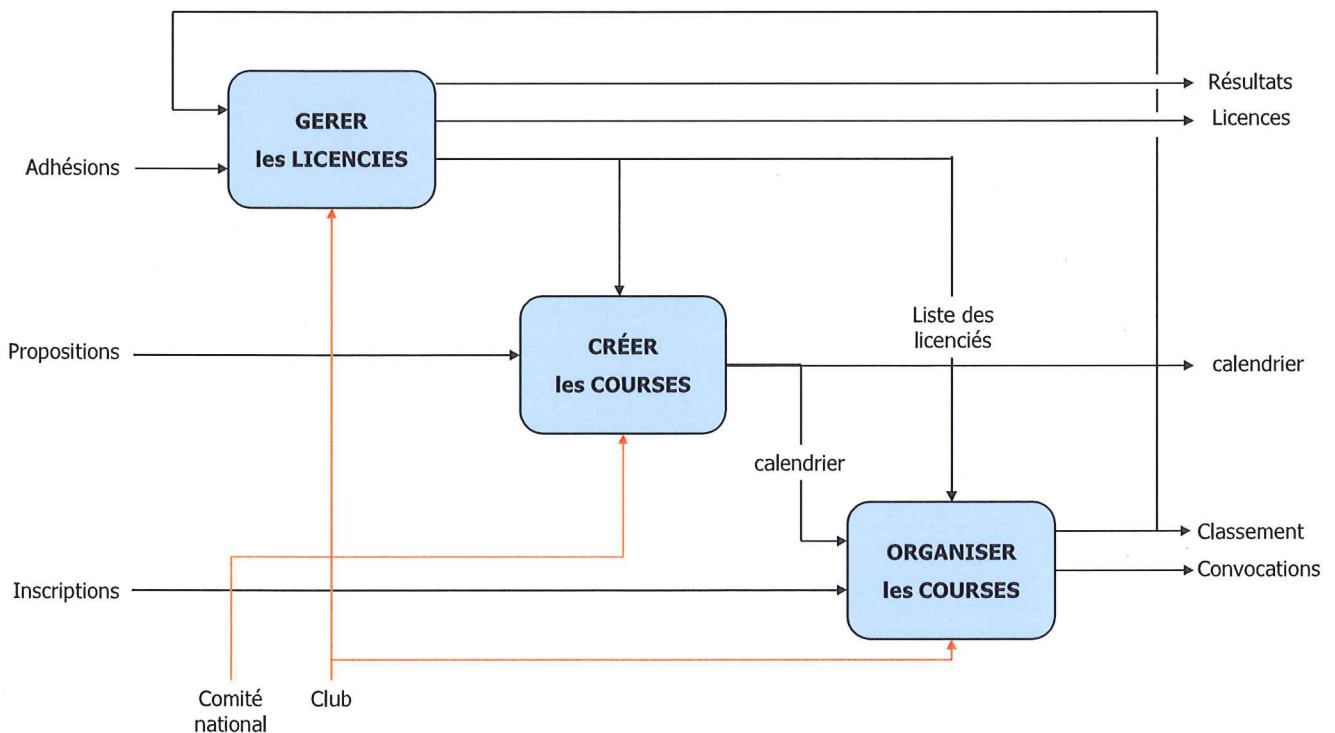 Résultats
GERER
les LICENCIES
Licences
Adhésions
Liste des
licenciés
Propositions
CRÉER
les COURSES
calendrier
calendrier
Classement
ORGANISER
les COURSES
Convocations
Inscriptions
Comité
national
Club